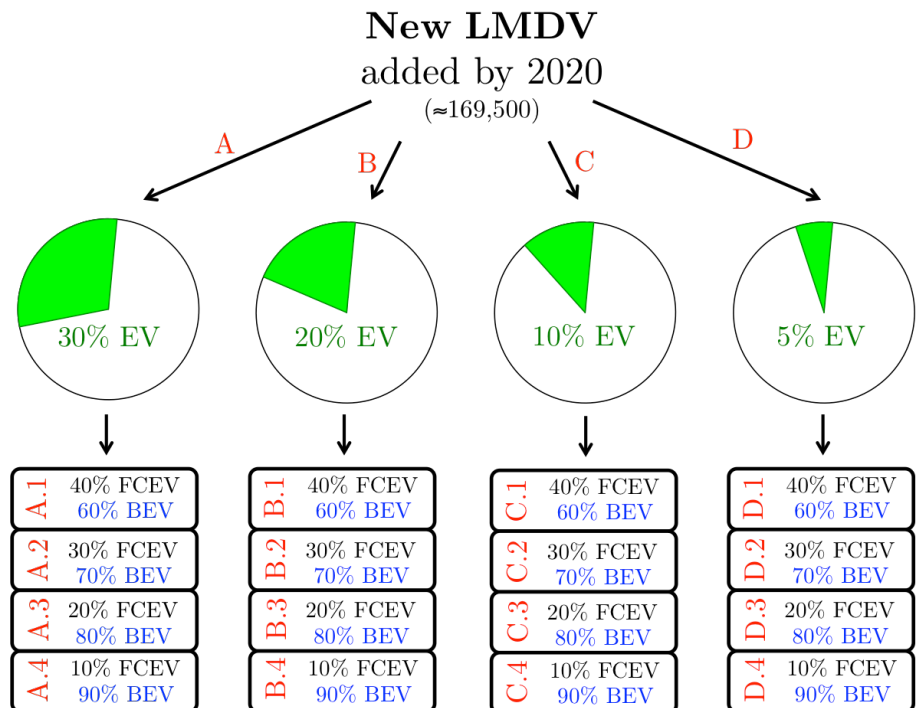 New LMDV
added by 2020
(≈169,500)
A
B
C
D
30% EV
20% EV
10% EV
5% EV
A.1
40% FCEV
60% BEV
A.2
30% FCEV
70% BEV
A.3
20% FCEV
80% BEV
A.4
10% FCEV
90% BEV
B.1
40% FCEV
60% BEV
B.2
30% FCEV
70% BEV
B.3
20% FCEV
80% BEV
B.4
10% FCEV
90% BEV
C.1
40% FCEV
60% BEV
C.2
30% FCEV
70% BEV
C.3
20% FCEV
80% BEV
C.4
10% FCEV
90% BEV
D.1
40% FCEV
60% BEV
D.2
30% FCEV
70% BEV
D.3
20% FCEV
80% BEV
D.4
10% FCEV
90% BEV